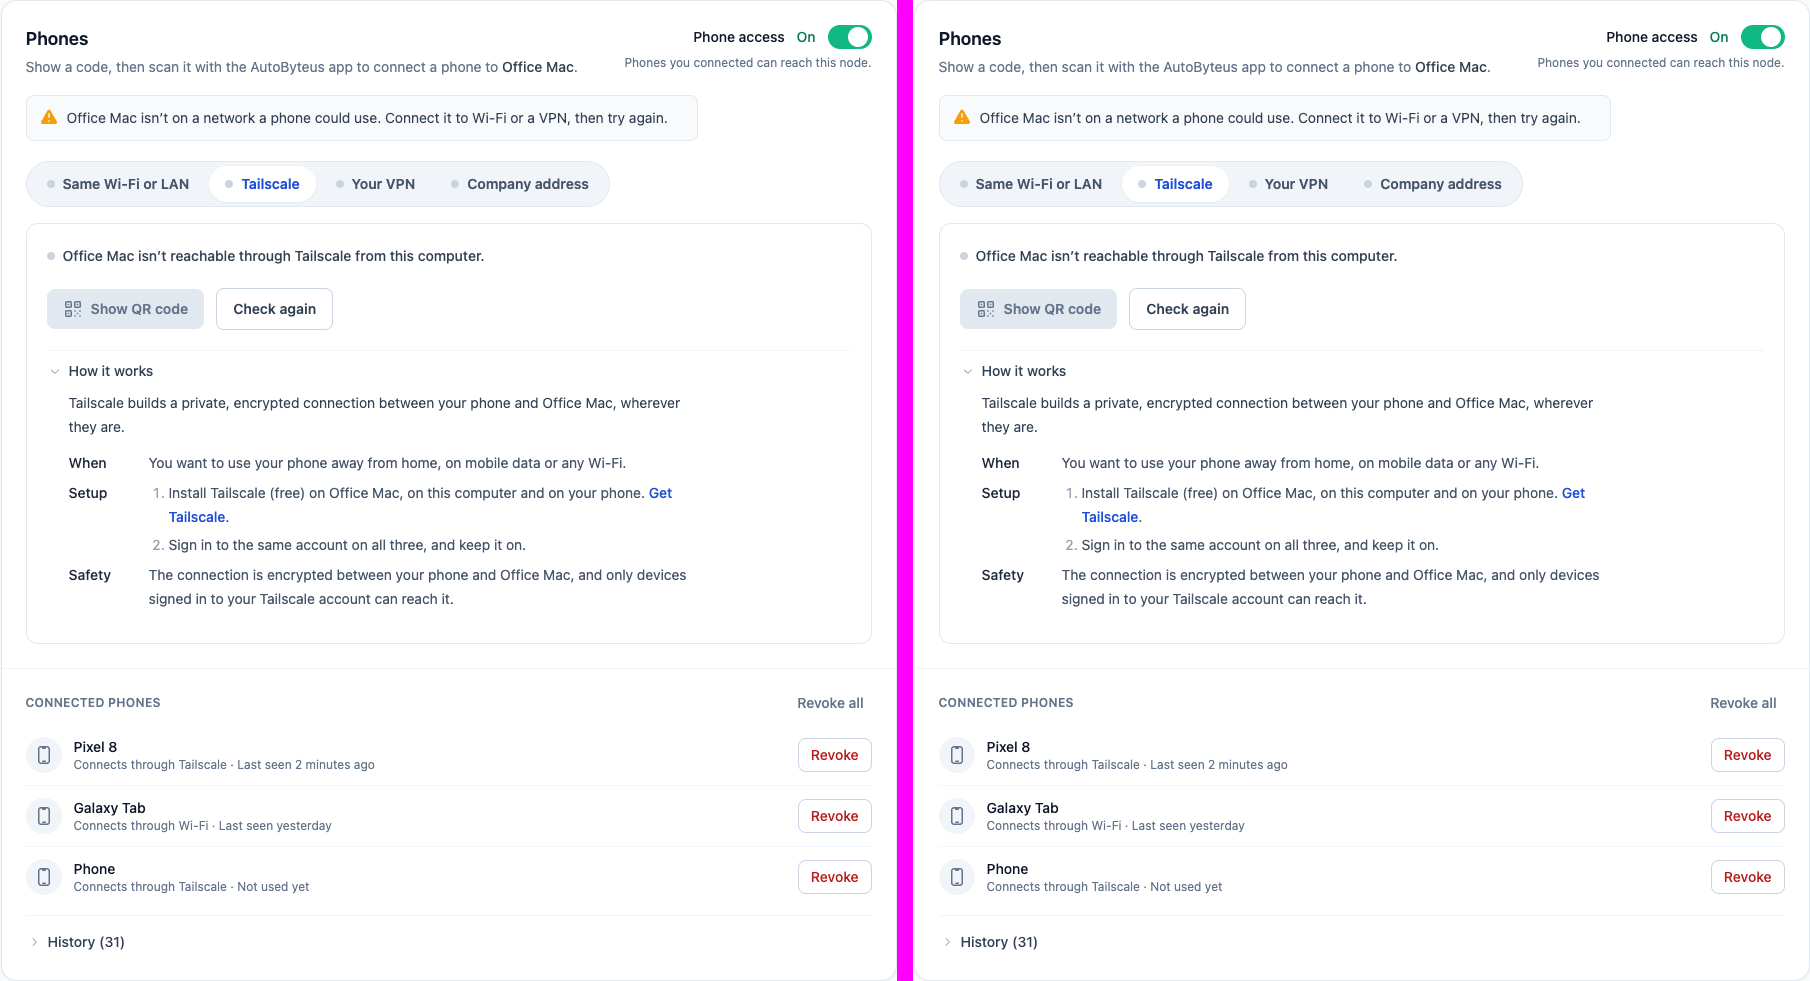 Phones
Phone access On
Show a code, then scan it with the AutoByteus app to connect a phone to Office Mac.
Phones you connected can reach this node.
Office Mac isn’t on a network a phone could use. Connect it to Wi-Fi or a VPN, then try again.
Same Wi-Fi or LAN Tailscale Your VPN Company address
Office Mac isn’t reachable through Tailscale from this computer.
Show QR code Check again
How it works
Tailscale builds a private, encrypted connection between your phone and Office Mac, wherever
they are.
When You want to use your phone away from home, on mobile data or any Wi-Fi.
Setup 1. Install Tailscale (free) on Office Mac, on this computer and on your phone. Get
Tailscale.
2. Sign in to the same account on all three, and keep it on.
Safety The connection is encrypted between your phone and Office Mac, and only devices
signed in to your Tailscale account can reach it.
CONNECTED PHONES Revoke all
Pixel 8
Connects through Tailscale · Last seen 2 minutes ago
Revoke
Galaxy Tab
Connects through Wi-Fi · Last seen yesterday
Revoke
Phone
Connects through Tailscale · Not used yet
Revoke
History (31)
Phones
Phone access On
Show a code, then scan it with the AutoByteus app to connect a phone to Office Mac.
Phones you connected can reach this node.
Office Mac isn’t on a network a phone could use. Connect it to Wi-Fi or a VPN, then try again.
Same Wi-Fi or LAN Tailscale Your VPN Company address
Office Mac isn’t reachable through Tailscale from this computer.
Show QR code Check again
How it works
Tailscale builds a private, encrypted connection between your phone and Office Mac, wherever
they are.
When You want to use your phone away from home, on mobile data or any Wi-Fi.
Setup 1. Install Tailscale (free) on Office Mac, on this computer and on your phone. Get
Tailscale.
2. Sign in to the same account on all three, and keep it on.
Safety The connection is encrypted between your phone and Office Mac, and only devices
signed in to your Tailscale account can reach it.
CONNECTED PHONES Revoke all
Pixel 8
Connects through Tailscale · Last seen 2 minutes ago
Revoke
Galaxy Tab
Connects through Wi-Fi · Last seen yesterday
Revoke
Phone
Connects through Tailscale · Not used yet
Revoke
History (31)